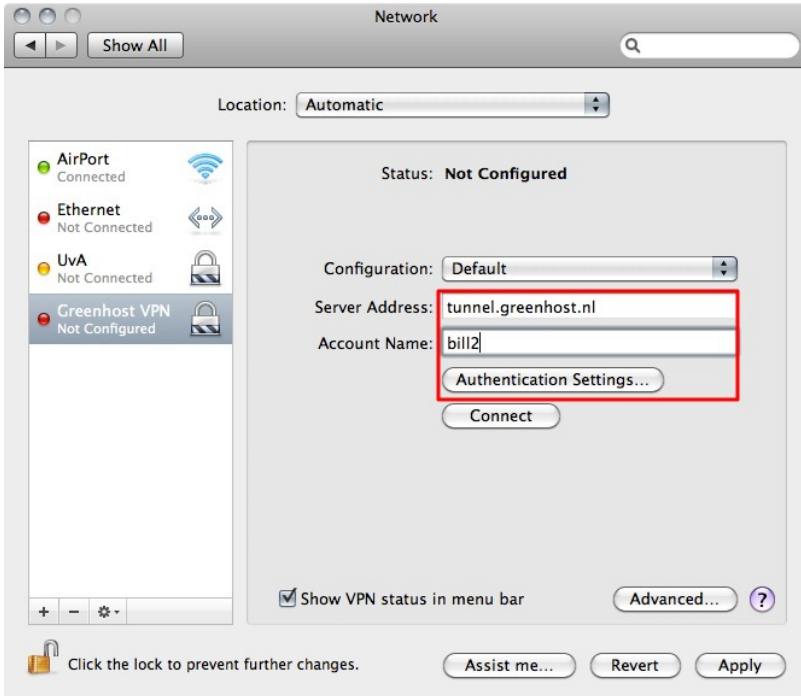 Network
Show All
Location: Automatic
AirPort
Connected
Ethernet
Not Connected
UvA
Not Connected
Greenhost VPN
Not Configured
Status: Not Configured
Configuration: Default
Server Address: tunnel.greenhost.nl
Account Name: bill2
Authentication Settings...
Connect
Show VPN status in menu bar
Advanced... ?
Click the lock to prevent further changes.
Assist me... Revert Apply